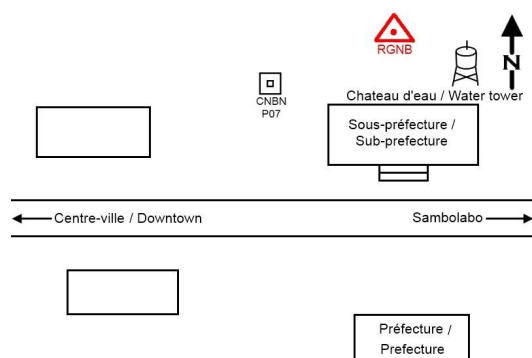 RGNB
N
Chateau d'eau / Water tower
CNBN
P07
Sous-préfecture /
Sub-prefecture
Centre-ville / Downtown
Sambolabo
Préfecture /
Prefecture